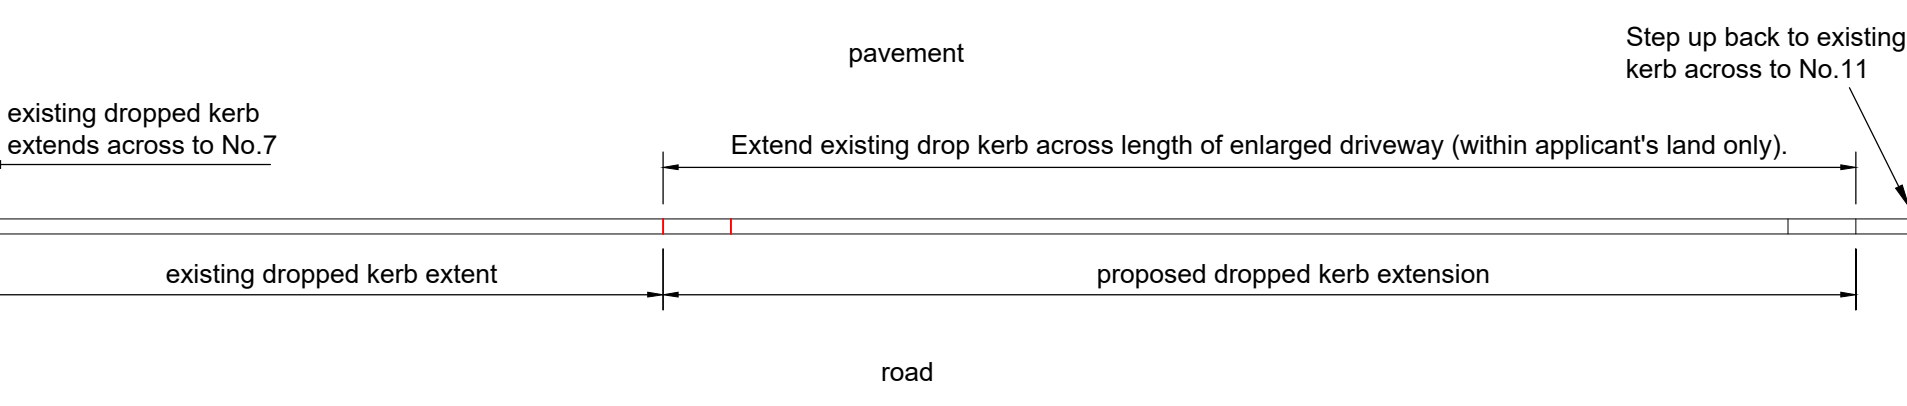 pavement
Step up back to existing
kerb across to No.11
existing dropped kerb
extends across to No.7
Extend existing drop kerb across length of enlarged driveway (within applicant's land only).
existing dropped kerb extent
proposed dropped kerb extension
road